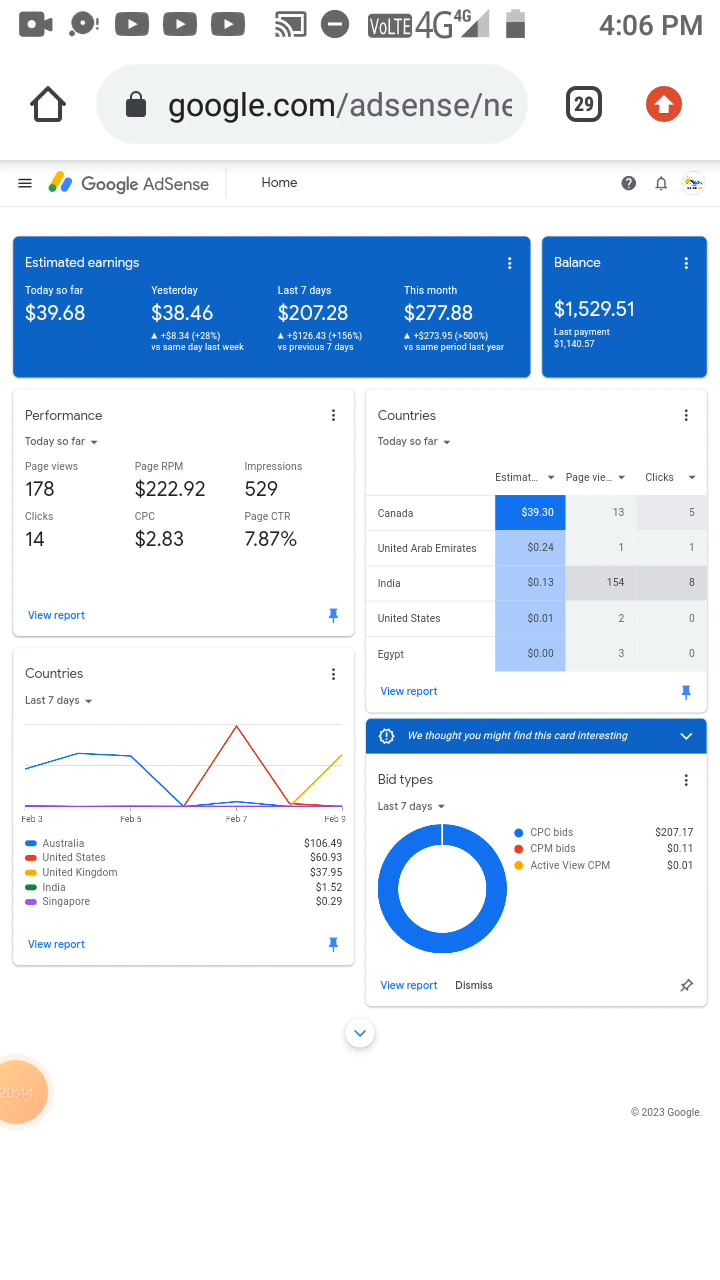 VoLTE 4G 4G 4:06 PM
google.com/adsense/ne
29
Google AdSense Home
Estimated earnings
Today so far Yesterday Last 7 days This month
$39.68 $38.46 $207.28 $277.88
▲ +$8.34 (+28%) ▲ +$126.43 (+156%) ▲ +$273.95 (>500%)
vs same day last week vs previous 7 days vs same period last year
Balance
$1,529.51
Last payment
$1,140.57
Performance
Today so far
Page views Page RPM Impressions
178 $222.92 529
Clicks CPC Page CTR
14 $2.83 7.87%
View report
Countries
Today so far
Estimat... Page vie... Clicks
Canada $39.30 13 5
United Arab Emirates $0.24 1 1
India $0.13 154 8
United States $0.01 2 0
Egypt $0.00 3 0
View report
Countries
Last 7 days
Feb 3 Feb 5 Feb 7 Feb 9
Australia $106.49
United States $60.93
United Kingdom $37.95
India $1.52
Singapore $0.29
View report
We thought you might find this card interesting
Bid types
Last 7 days
CPC bids $207.17
CPM bids $0.11
Active View CPM $0.01
View report Dismiss
20:44
© 2023 Google.